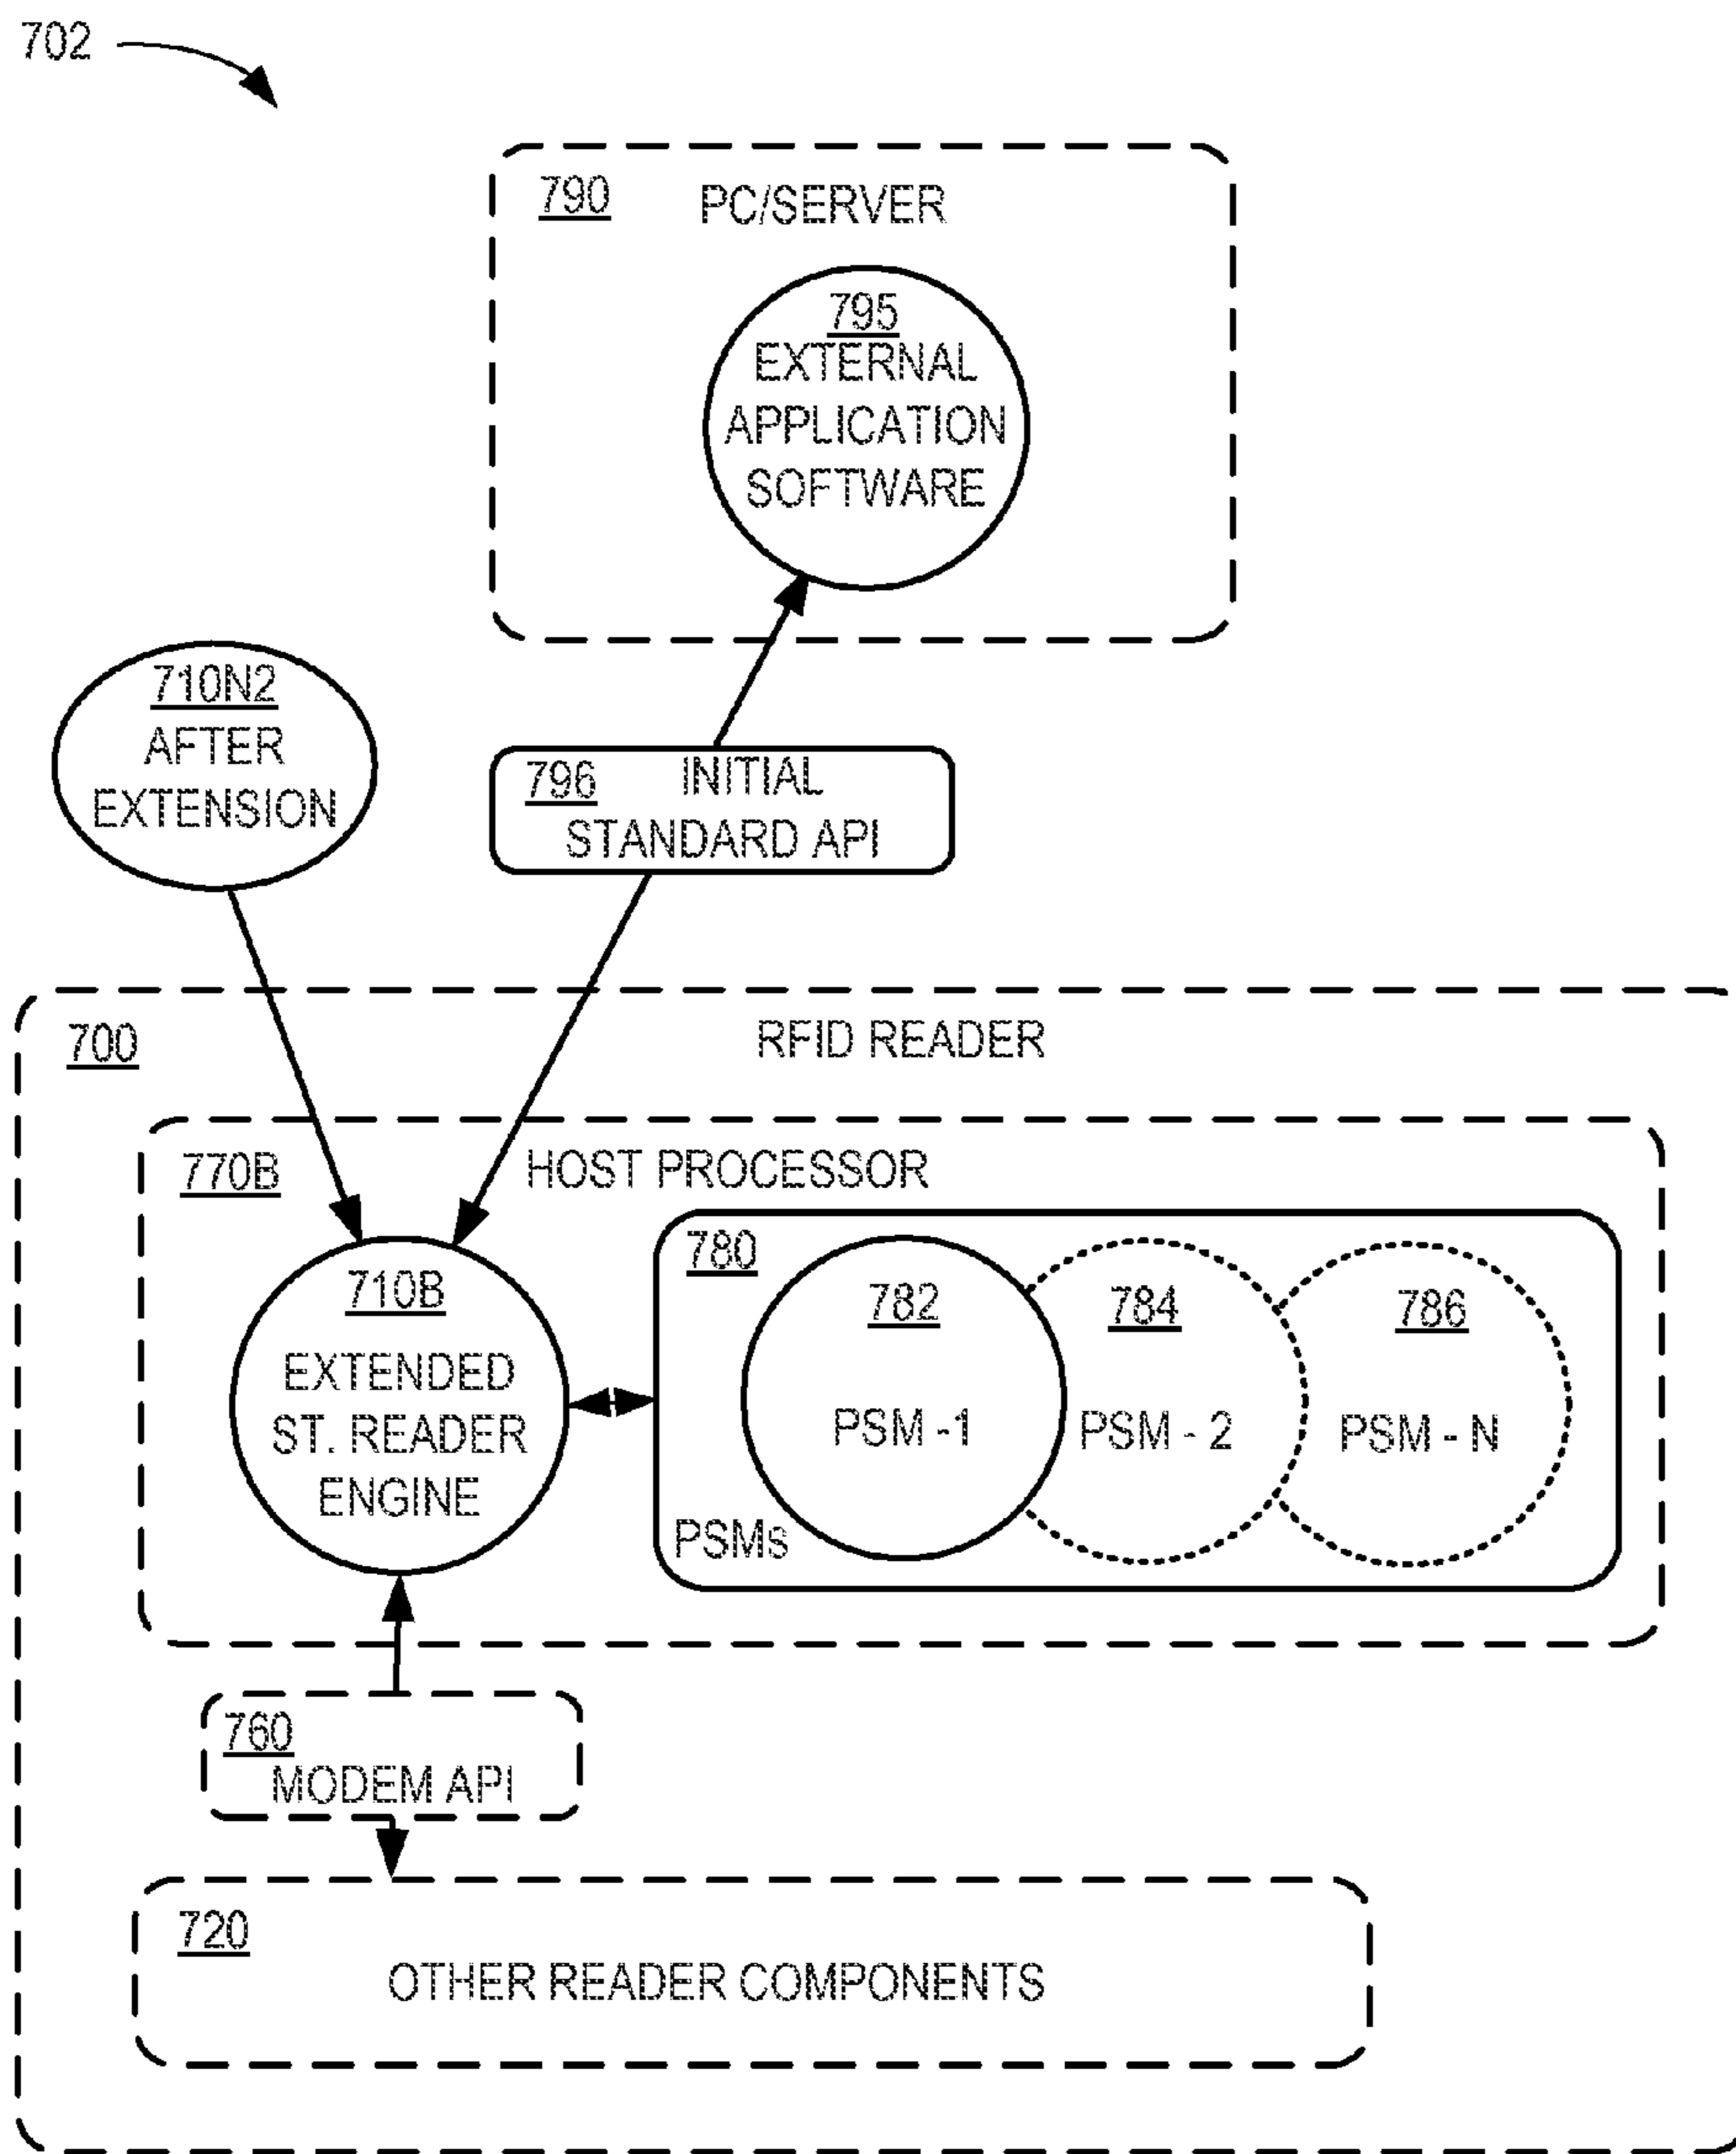 702
790 PC/SERVER
795
EXTERNAL
APPLICATION
SOFTWARE
710N2
AFTER
EXTENSION
796 INITIAL
STANDARD API
700 RFID READER
770B HOST PROCESSOR
710B
EXTENDED
ST. READER
ENGINE
780
782 784 786
PSM -1 PSM - 2 PSM - N
PSMs
760
MODEM API
720
OTHER READER COMPONENTS